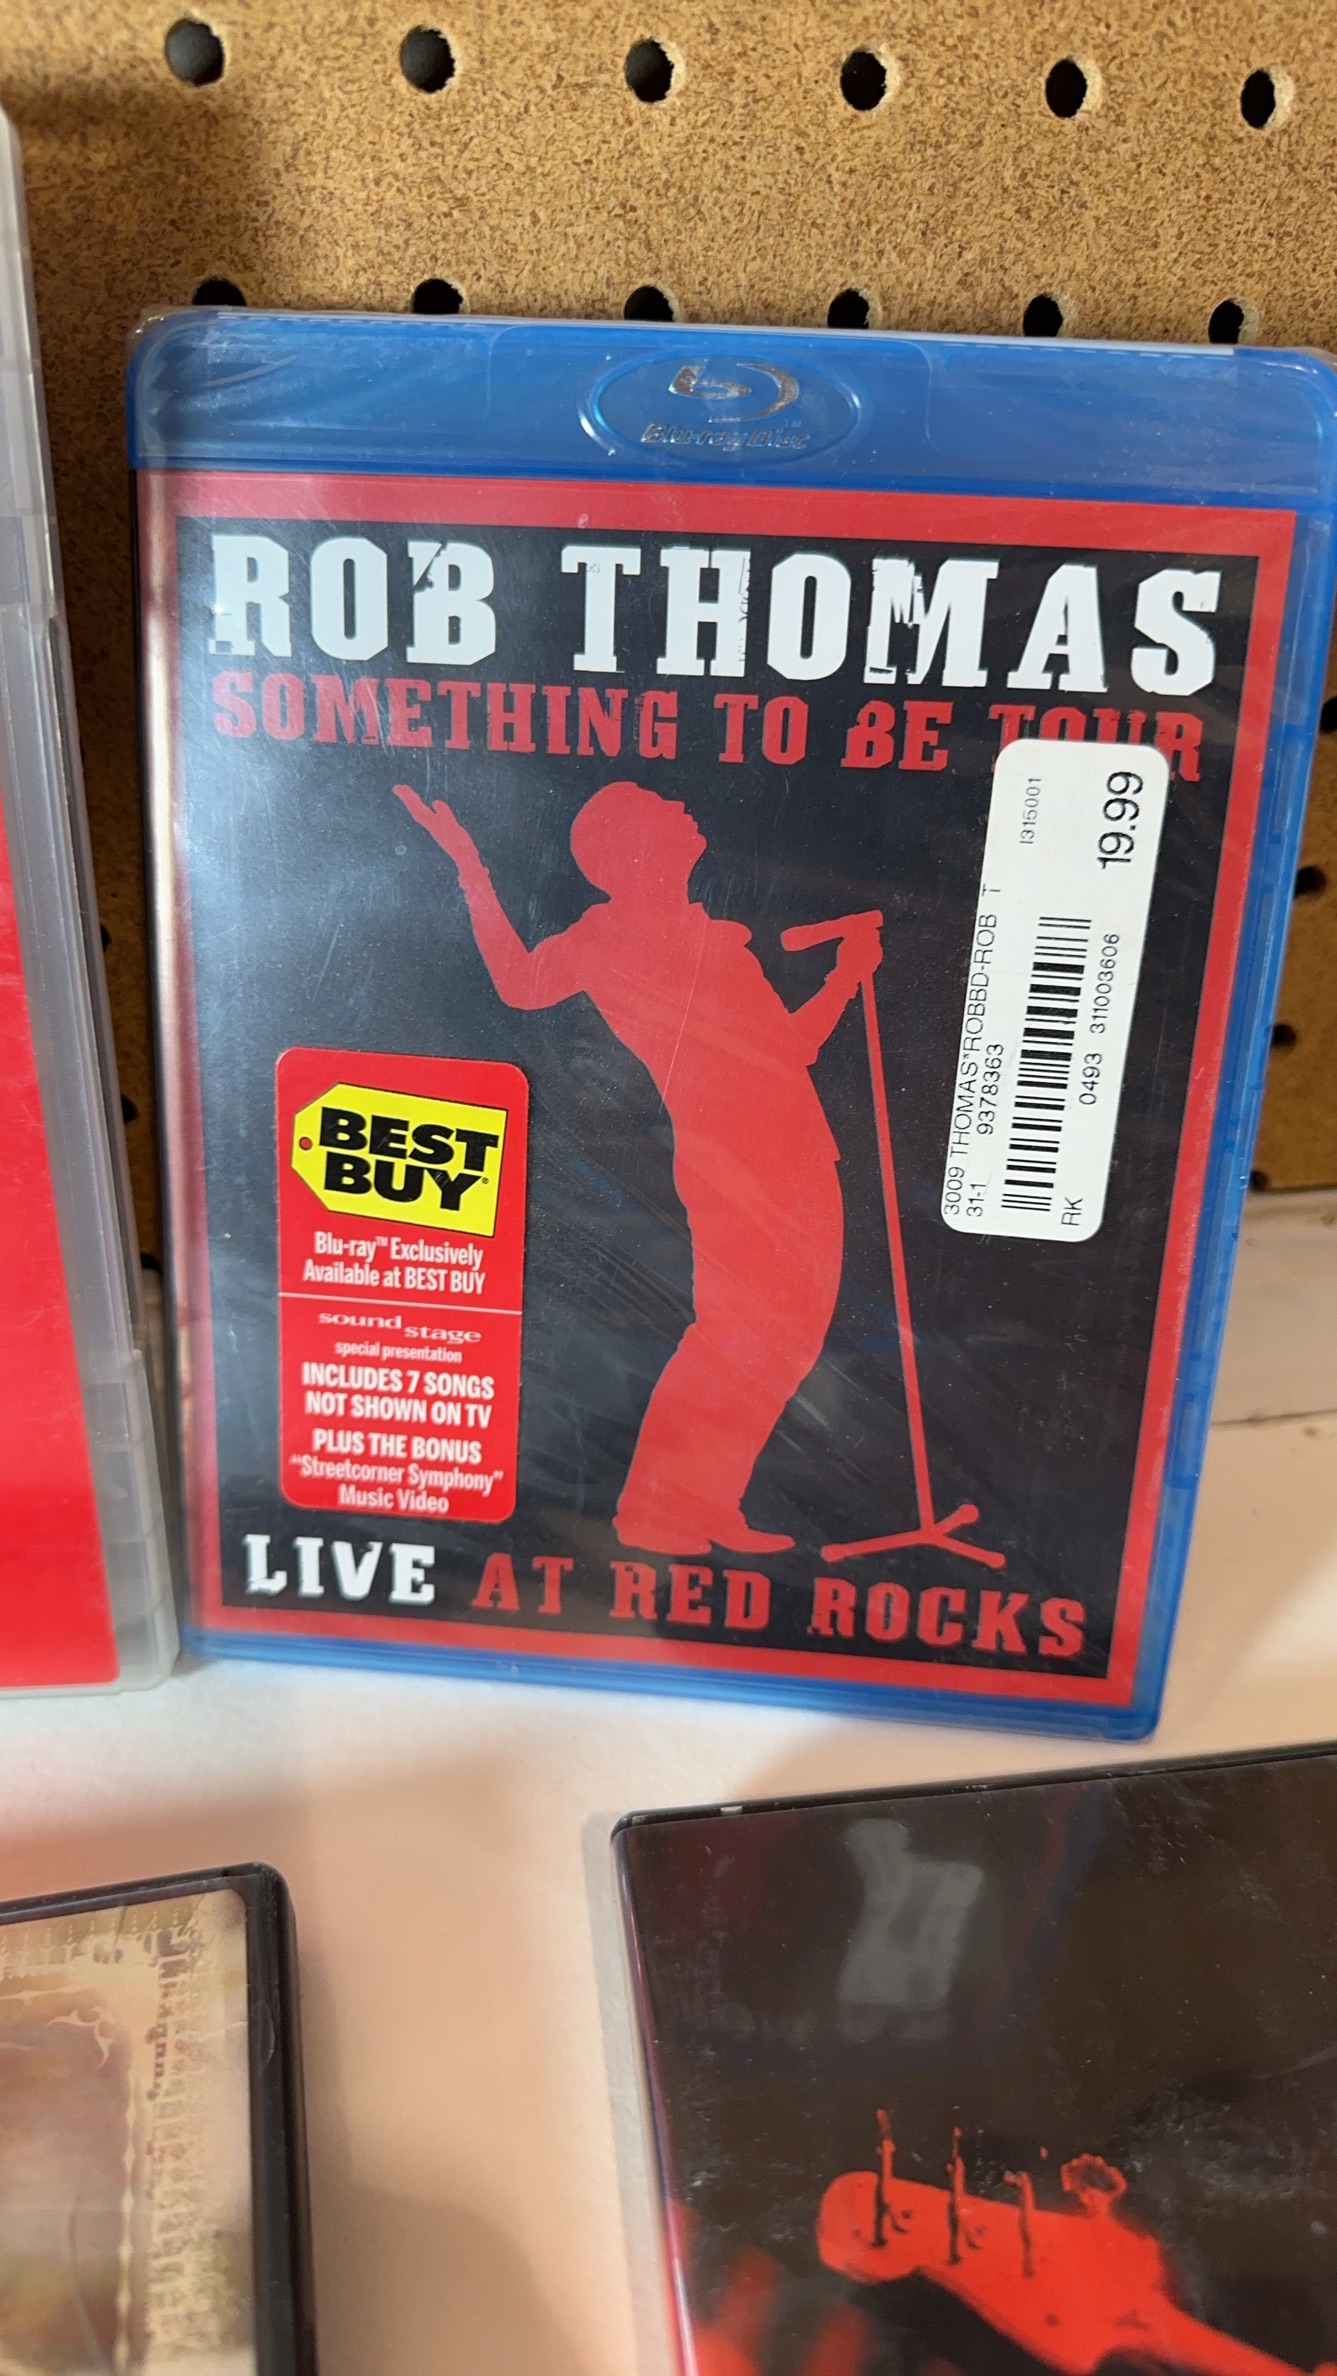 Blu-ray Disc
ROB THOMAS
SOMETHING TO BE TOUR
3009 THOMAS*ROBBD-ROB T
31-1 9378363
I315001
0493 311003606
19.99
RK
BEST
BUY
Blu-ray™ Exclusively
Available at BEST BUY
sound stage
special presentation
INCLUDES 7 SONGS
NOT SHOWN ON TV
PLUS THE BONUS
"Streetcorner Symphony"
Music Video
LIVE AT RED ROCKS